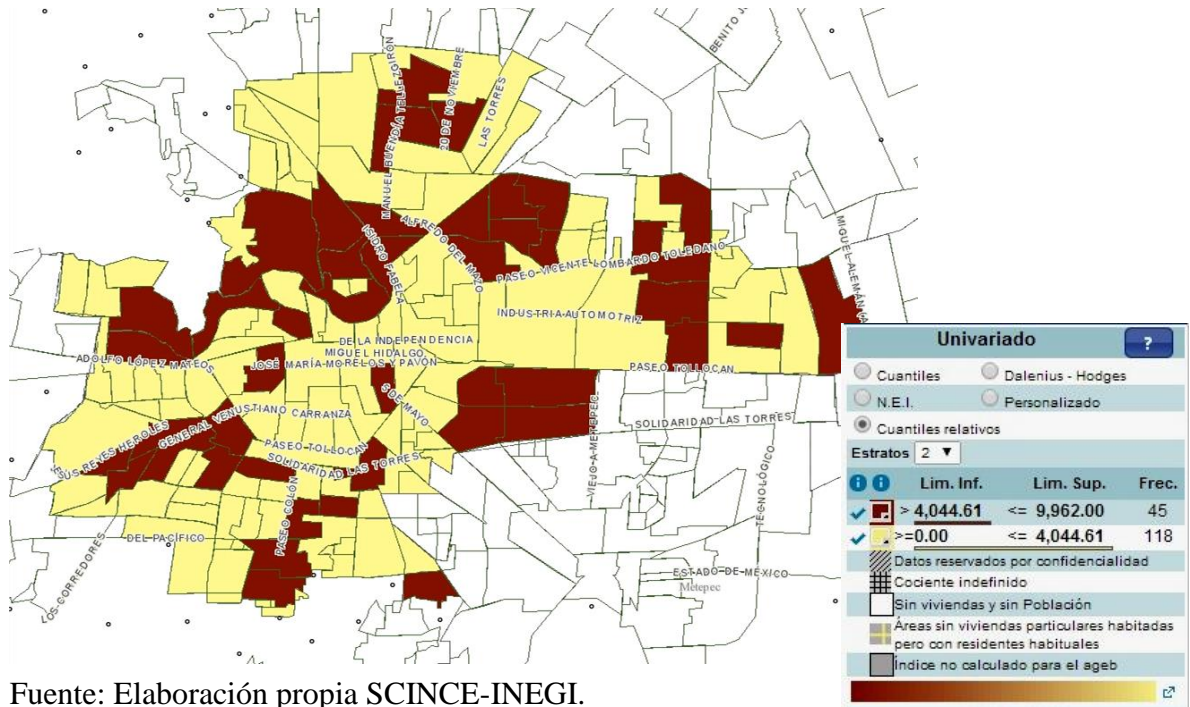 BENITO J
MANUEL BUENDÍA TELLEZ GIRÓN
20 DE NOVIEMBRE
LAS TORRES
ALFREDO DEL MAZO
ISIDRO FABELA
PASEO VICENTE LOMBARDO TOLEDANO
MIGUEL ALEMÁN
INDUSTRIA AUTOMOTRIZ
DE LA INDEPENDENCIA
MIGUEL HIDALGO
ADOLFO LÓPEZ MATEOS
JOSÉ MARÍA MORELOS Y PAVÓN
PASEO TOLLOCAN
5 DE MAYO
GENERAL VENUSTIANO CARRANZA
SOLIDARIDAD LAS TORRES
JESÚS REYES HEROLES
PASEO TOLLOCAN
SOLIDARIDAD LAS TORRES
VIEJO A METEPEC
TECNOLÓGICO
PASEO COLÓN
DEL PACÍFICO
LOS CORREDORES
ESTADO DE MÉXICO
Metepec
Univariado ?
Cuantiles Dalenius - Hodges
N.E.I. Personalizado
Cuantiles relativos
Estratos 2
Lim. Inf. Lim. Sup. Frec.
> 4,044.61 <= 9,962.00 45
>=0.00 <= 4,044.61 118
Datos reservados por confidencialidad
Cociente indefinido
Sin viviendas y sin Población
Áreas sin viviendas particulares habitadas
pero con residentes habituales
Índice no calculado para el ageb
Fuente: Elaboración propia SCINCE-INEGI.